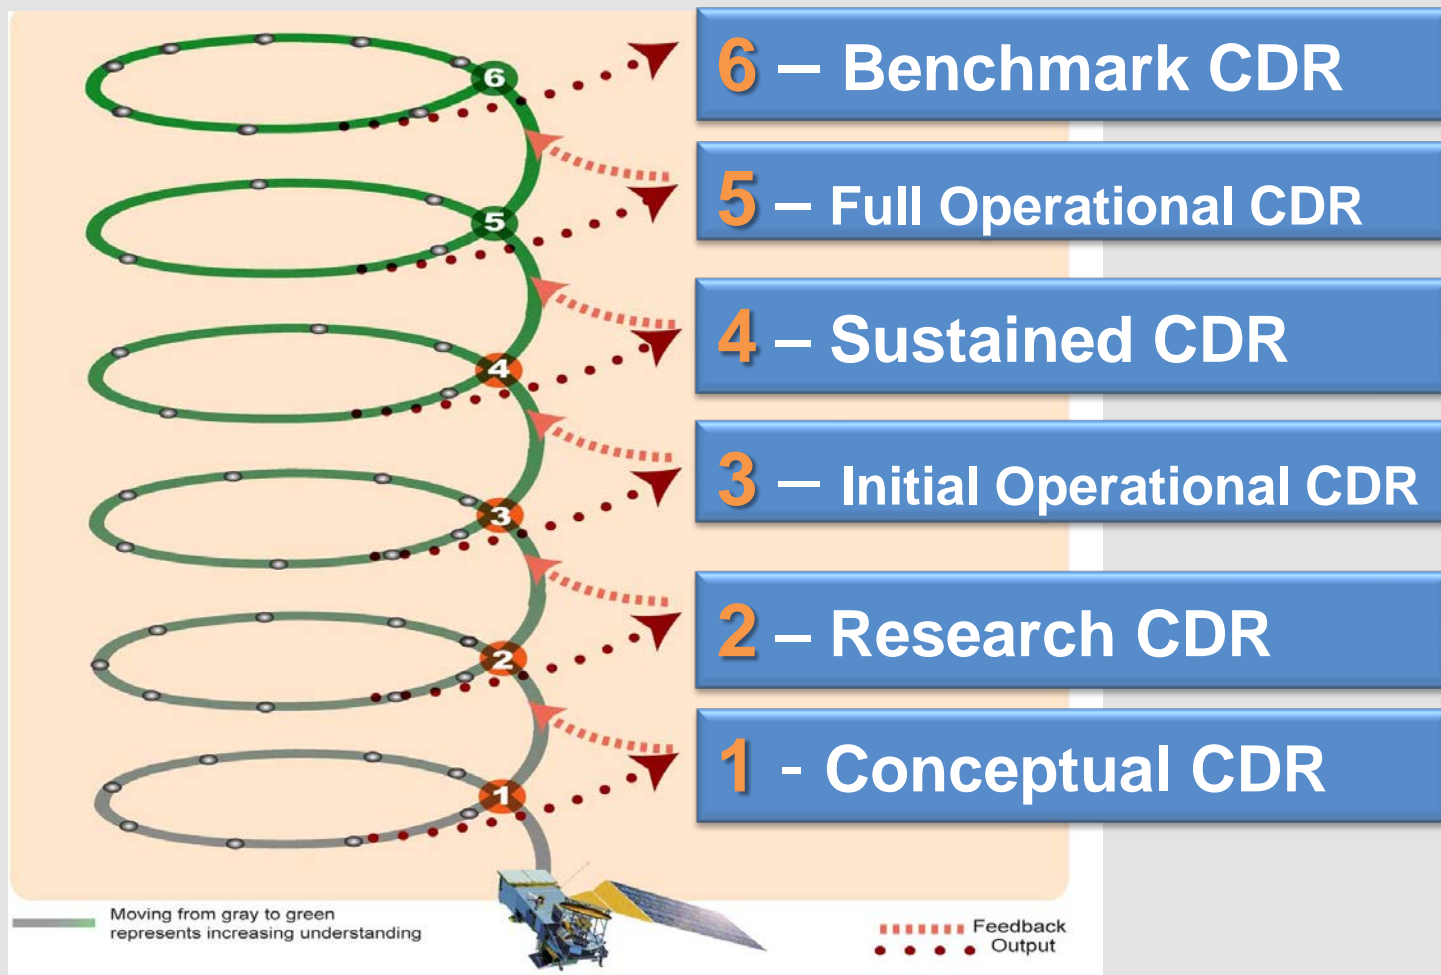 6
6 – Benchmark CDR
5
5 – Full Operational CDR
4
4 – Sustained CDR
3
3 – Initial Operational CDR
2
2 – Research CDR
1
1 - Conceptual CDR
Moving from gray to green
represents increasing understanding
Feedback
Output